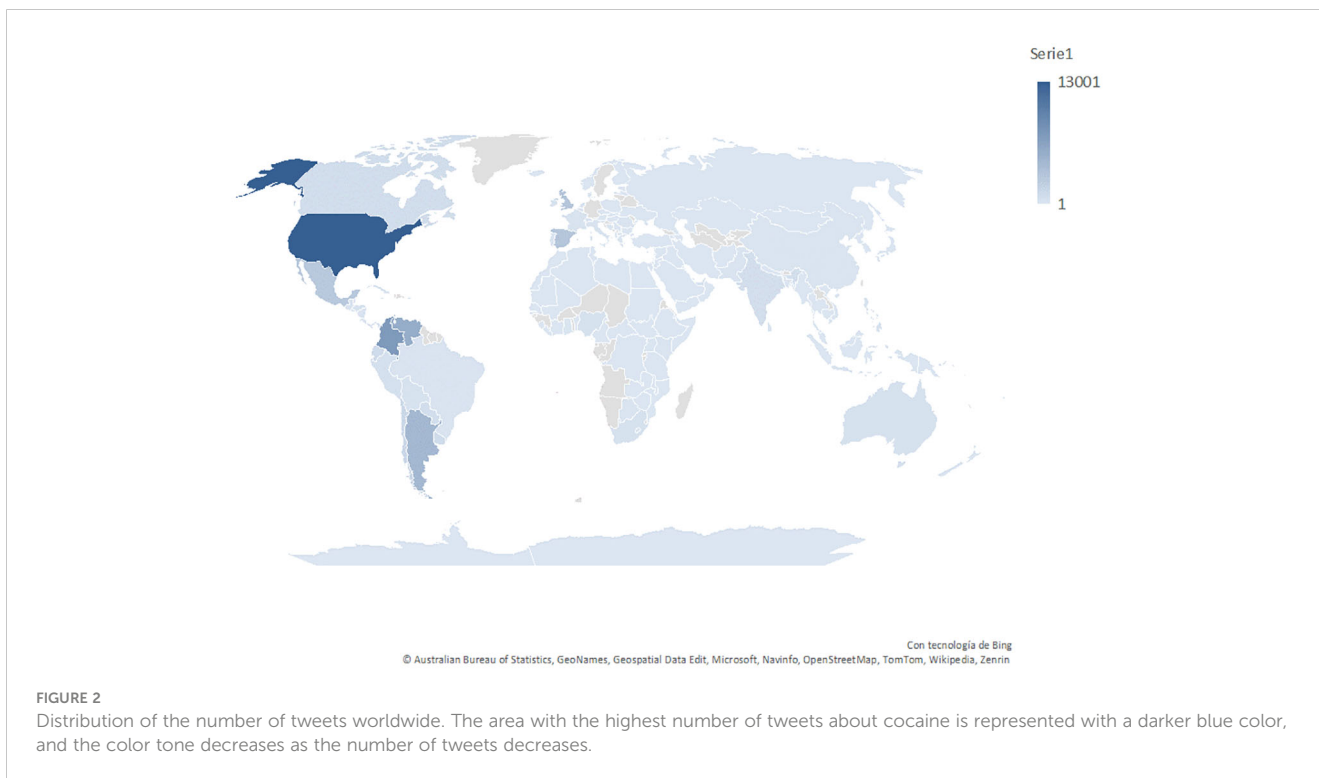 Serie1
13001
1
Con tecnología de Bing
© Australian Bureau of Statistics, GeoNames, Geospatial Data Edit, Microsoft, Navinfo, OpenStreetMap, TomTom, Wikipedia, Zenrin
FIGURE 2
Distribution of the number of tweets worldwide. The area with the highest number of tweets about cocaine is represented with a darker blue color,
and the color tone decreases as the number of tweets decreases.